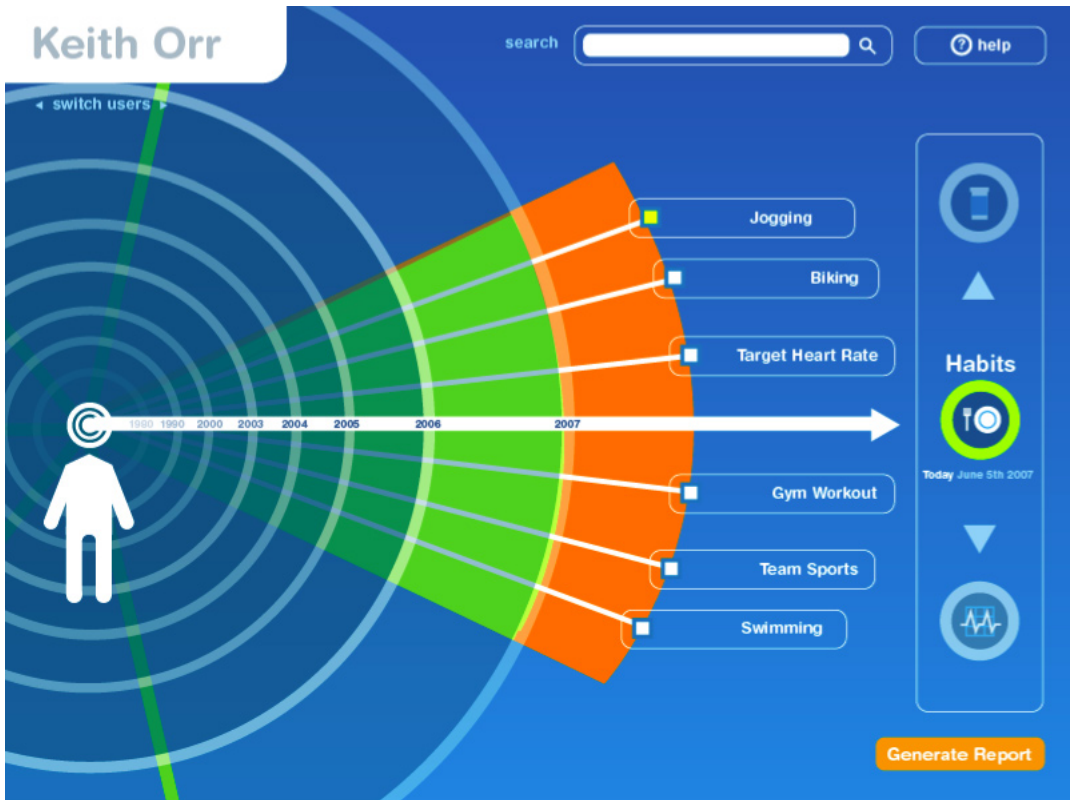 Keith Orr
search
? help
◂ switch users ▸
Jogging
Biking
Target Heart Rate
Habits
1980 1990 2000 2003 2004 2005 2006 2007
Today June 5th 2007
Gym Workout
Team Sports
Swimming
Generate Report